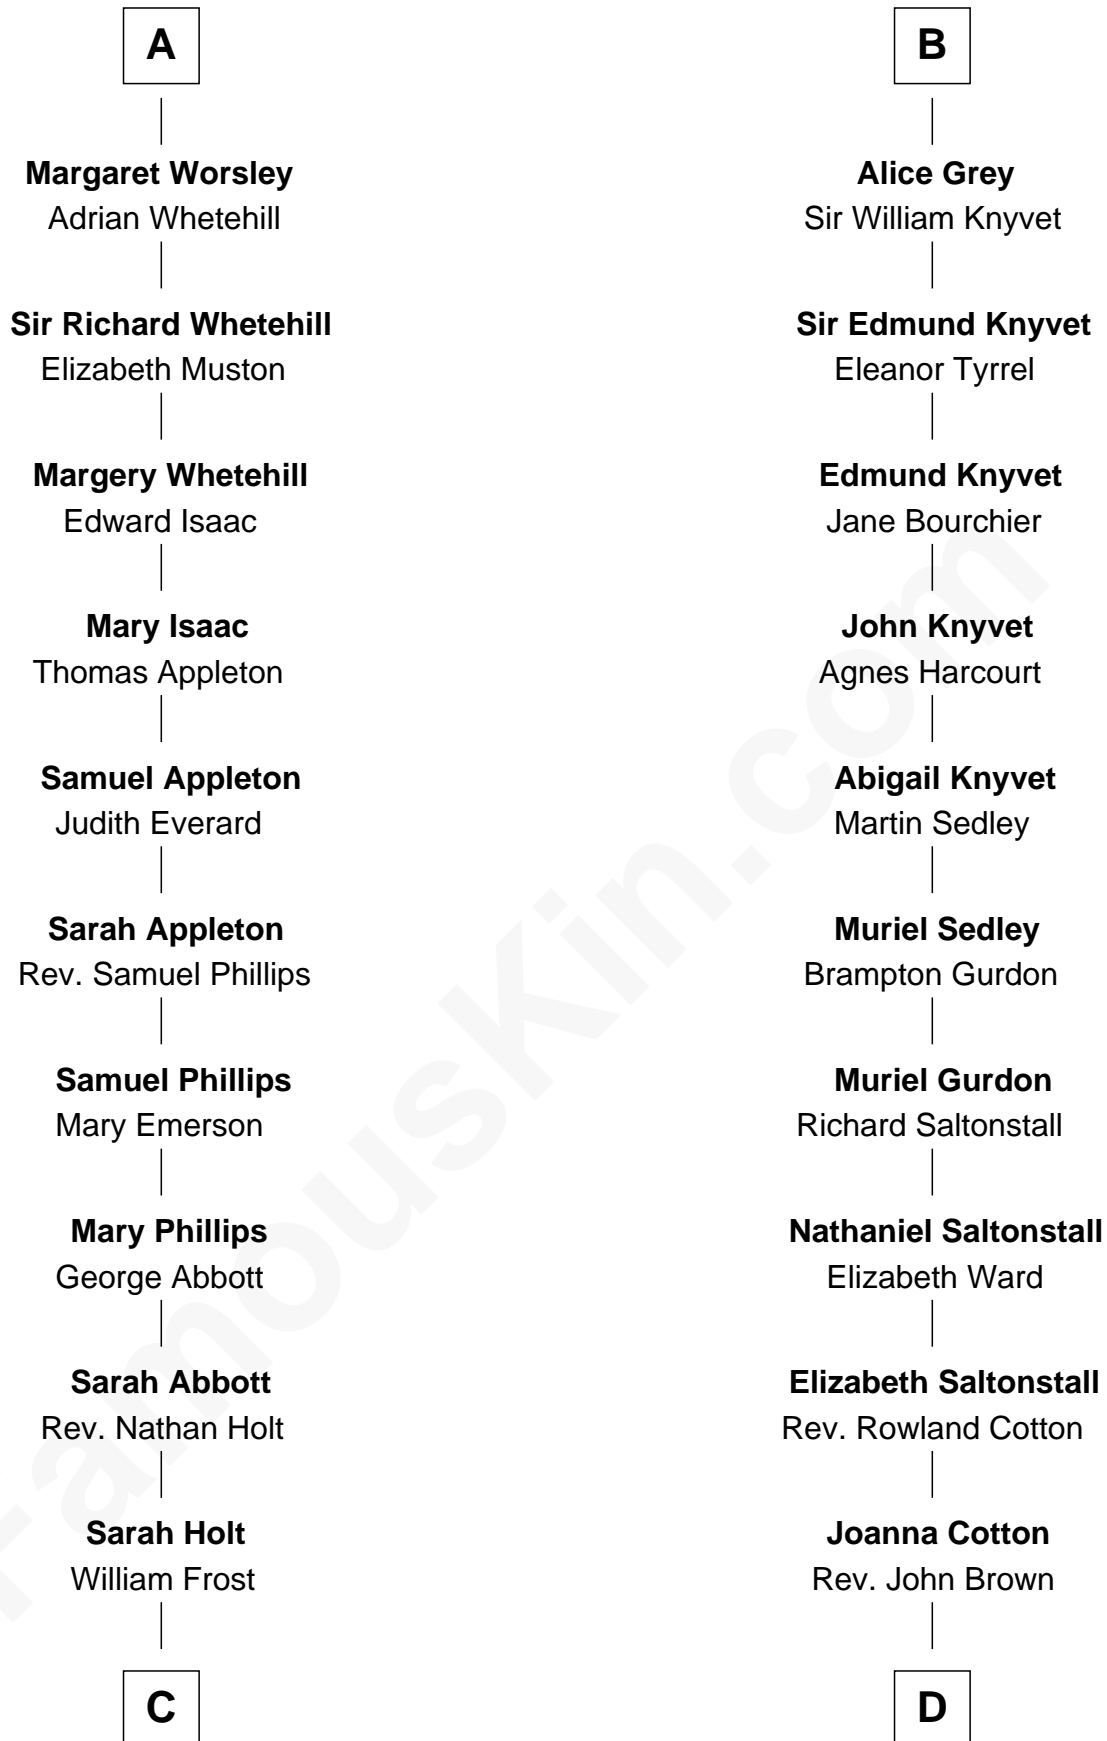 A
Margaret Worsley
Adrian Whetehill
Sir Richard Whetehill
Elizabeth Muston
Margery Whetehill
Edward Isaac
Mary Isaac
Thomas Appleton
Samuel Appleton
Judith Everard
Sarah Appleton
Rev. Samuel Phillips
Samuel Phillips
Mary Emerson
Mary Phillips
George Abbott
Sarah Abbott
Rev. Nathan Holt
Sarah Holt
William Frost
C
B
Alice Grey
Sir William Knyvet
Sir Edmund Knyvet
Eleanor Tyrrel
Edmund Knyvet
Jane Bourchier
John Knyvet
Agnes Harcourt
Abigail Knyvet
Martin Sedley
Muriel Sedley
Brampton Gurdon
Muriel Gurdon
Richard Saltonstall
Nathaniel Saltonstall
Elizabeth Ward
Elizabeth Saltonstall
Rev. Rowland Cotton
Joanna Cotton
Rev. John Brown
D
FamousKin.com